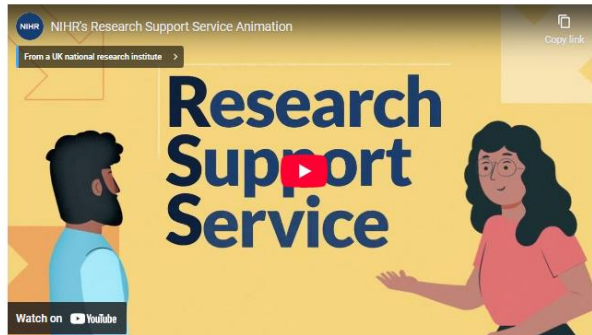 NIHR
NIHR's Research Support Service Animation
Copy link
From a UK national research institute
Research
Support
Service
Watch on YouTube